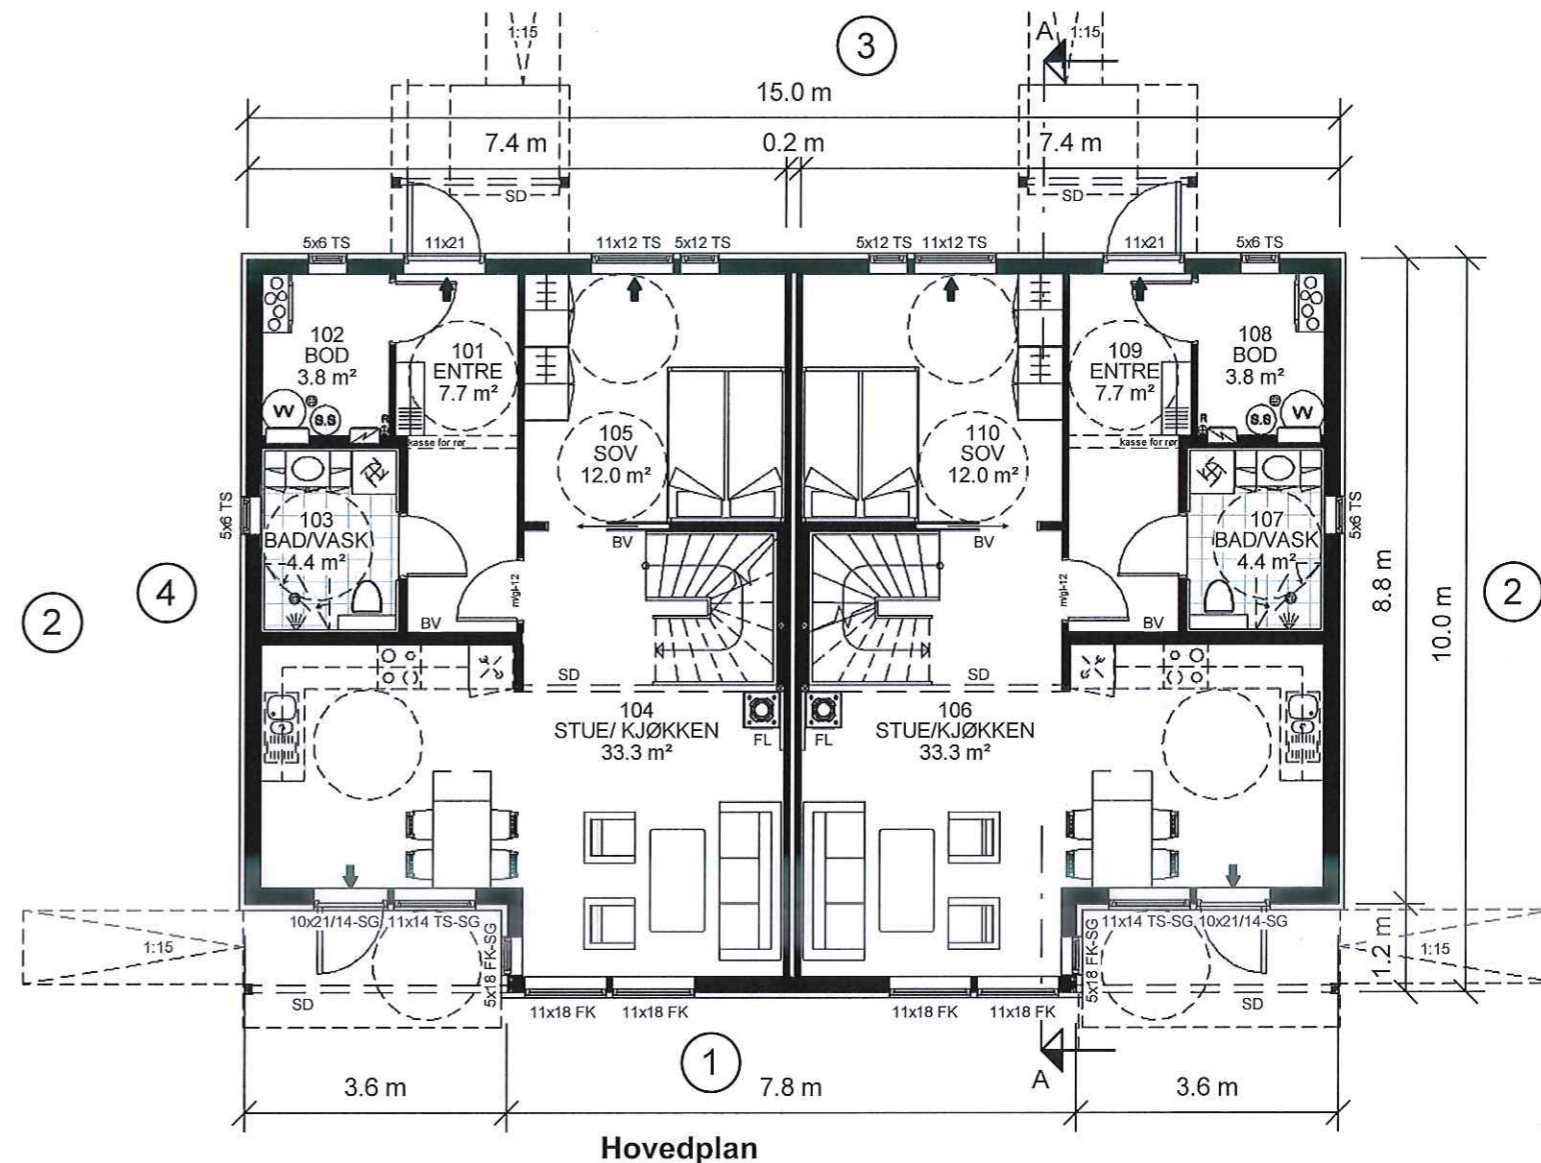 1:15
3
A
1:15
15.0 m
7.4 m
0.2 m
7.4 m
SD
SD
5x6 TS
11x21
11x12 TS
5x12 TS
5x12 TS
11x12 TS
11x21
5x6 TS
102
BOD
3.8 m²
101
ENTRE
7.7 m²
109
ENTRE
7.7 m²
108
BOD
3.8 m²
VV
S.S
R
kasse for rør
105
SOV
12.0 m²
110
SOV
12.0 m²
kasse for rør
R
S.S
VV
5x6 TS
103
BAD/VASK
4.4 m²
107
BAD/VASK
4.4 m²
5x6 TS
BV
BV
m/gl-12
m/gl-12
BV
BV
2
4
8.8 m
10.0 m
2
SD
SD
104
STUE/ KJØKKEN
33.3 m²
FL
FL
106
STUE/KJØKKEN
33.3 m²
10x21/14-SG
11x14 TS-SG
5x18 FK-SG
5x18 FK-SG
11x14 TS-SG
10x21/14-SG
1.2 m
1:15
1:15
SD
SD
11x18 FK
11x18 FK
11x18 FK
11x18 FK
1
A
3.6 m
7.8 m
3.6 m
Hovedplan